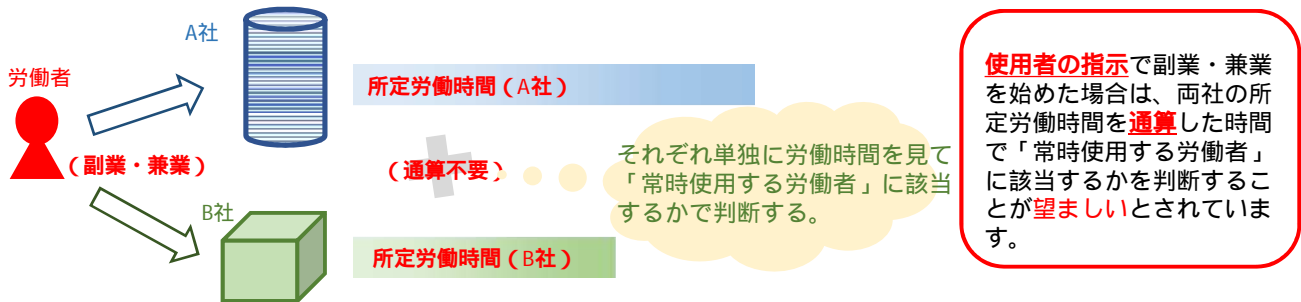 A社
労働者
所定労働時間(A社)
(副業・兼業)
(通算不要)
それぞれ単独に労働時間を見て
「常時使用する労働者」に該当
するかで判断する。
B社
所定労働時間(B社)
使用者の指示で副業・兼業
を始めた場合は、両社の所
定労働時間を通算した時間
で「常時使用する労働者」
に該当するかを判断するこ
とが望ましいとされていま
す。